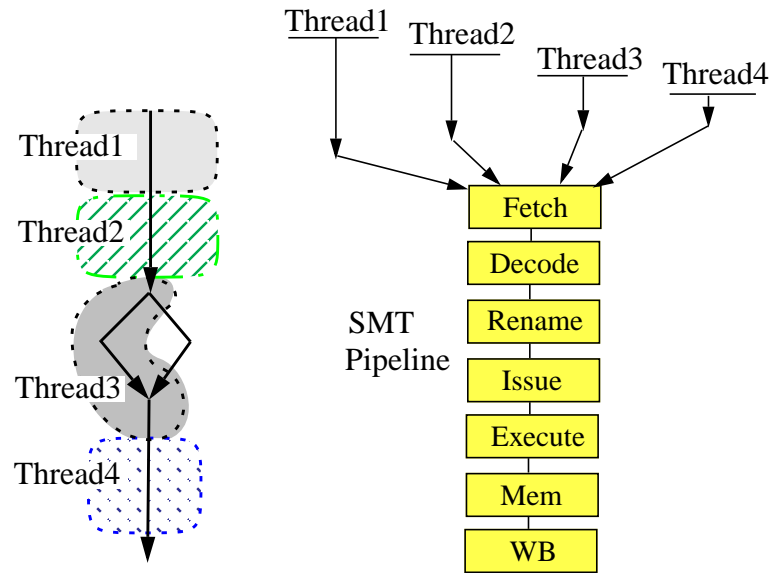 Thread1
Thread2
Thread3
Thread4
Thread1
Thread2
Thread3
Thread4
SMT
Pipeline
Fetch
Decode
Rename
Issue
Execute
Mem
WB